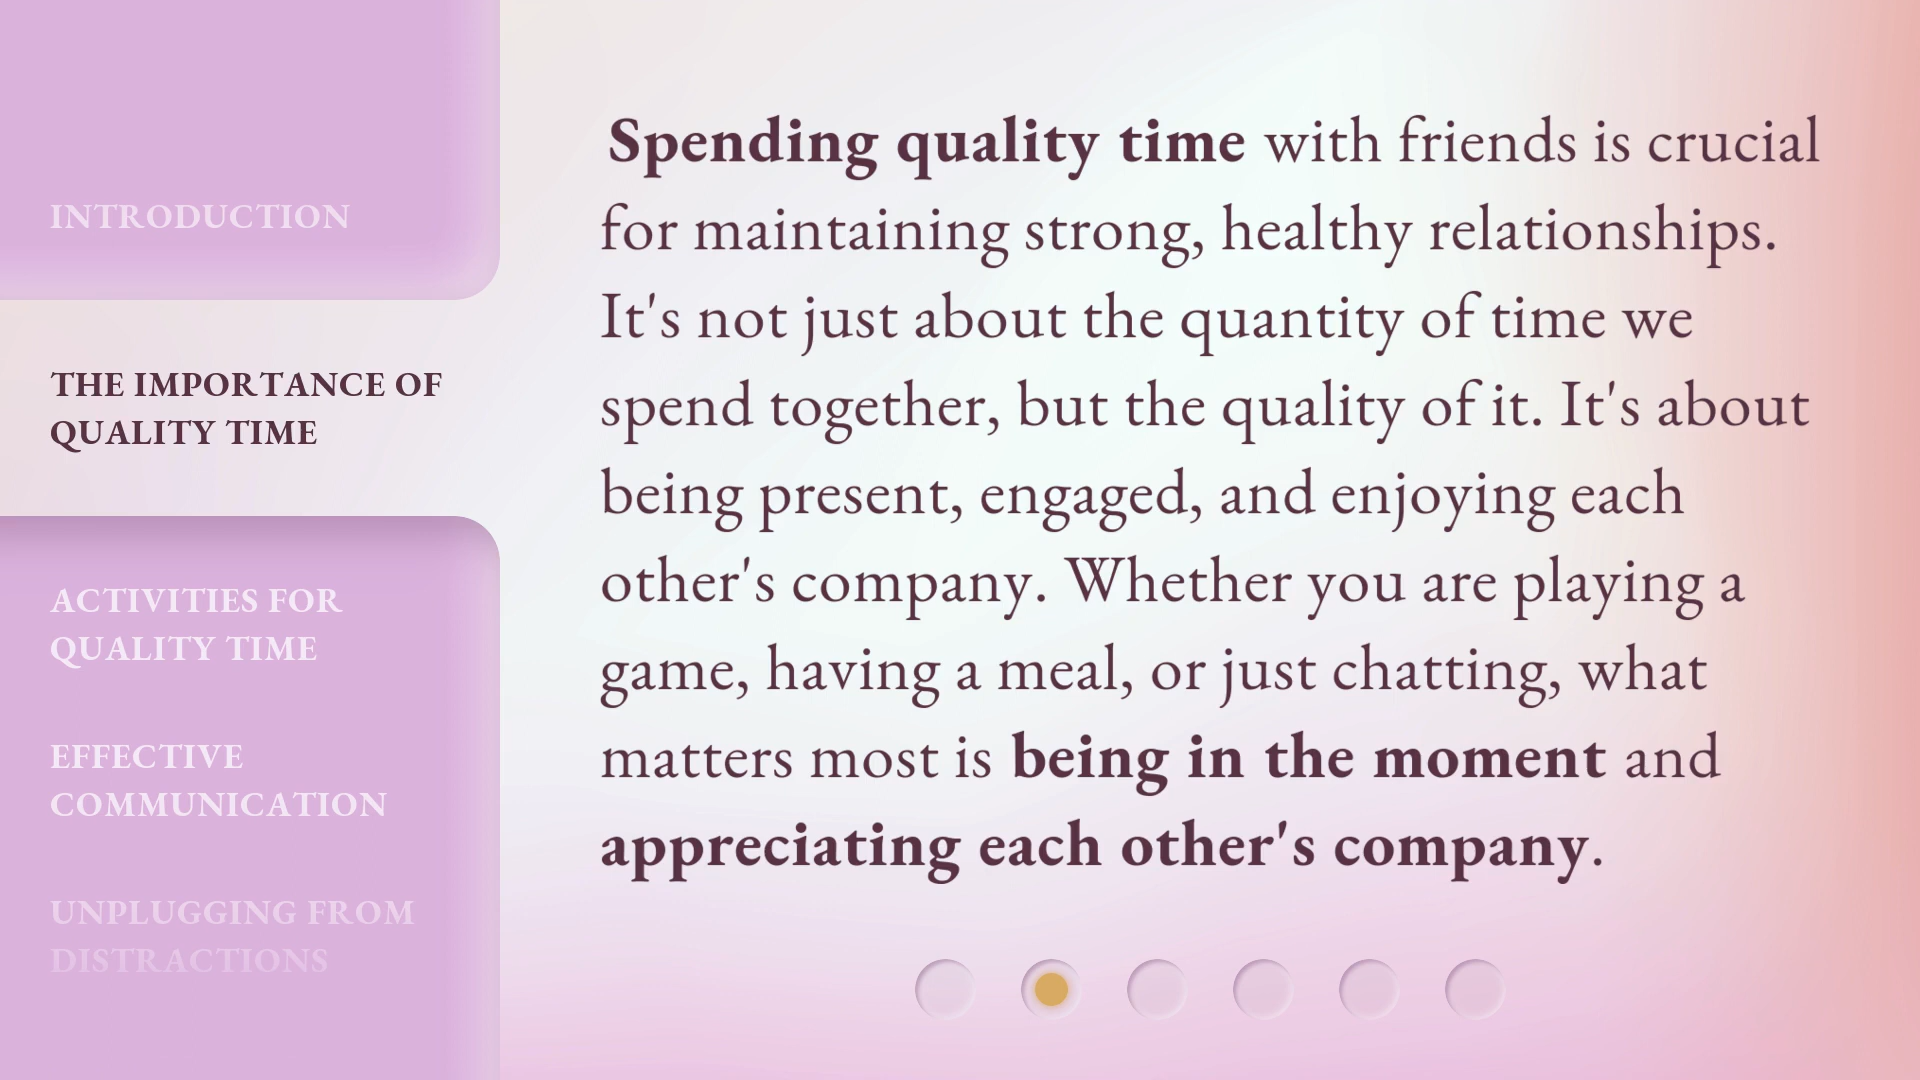 INTRODUCTION
THE IMPORTANCE OF
QUALITY TIME
ACTIVITIES FOR
QUALITY TIME
EFFECTIVE
COMMUNICATION
UNPLUGGING FROM
DISTRACTIONS
Spending quality time with friends is crucial
for maintaining strong, healthy relationships.
It's not just about the quantity of time we
spend together, but the quality of it. It's about
being present, engaged, and enjoying each
other's company. Whether you are playing a
game, having a meal, or just chatting, what
matters most is being in the moment and
appreciating each other's company.